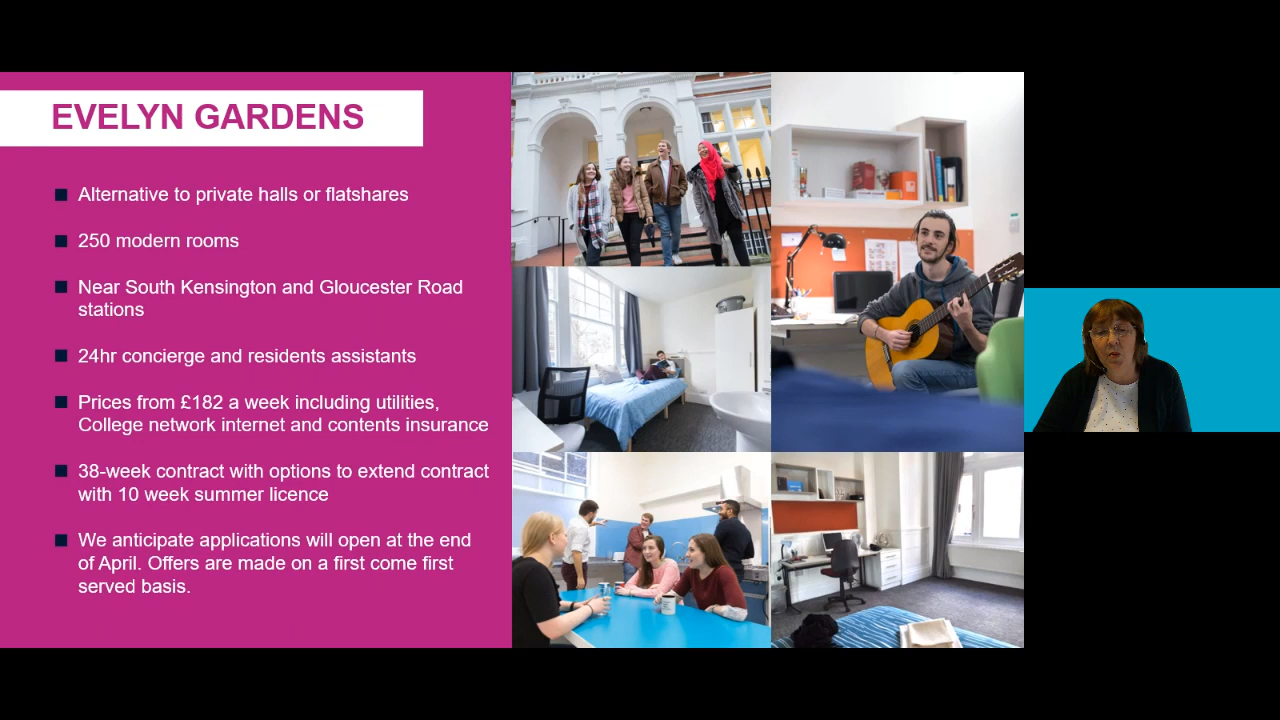 EVELYN GARDENS
Alternative to private halls or flatshares
250 modern rooms
Near South Kensington and Gloucester Road
stations
24hr concierge and residents assistants
Prices from £182 a week including utilities,
College network internet and contents insurance
38-week contract with options to extend contract
with 10 week summer licence
We anticipate applications will open at the end
of April. Offers are made on a first come first
served basis.